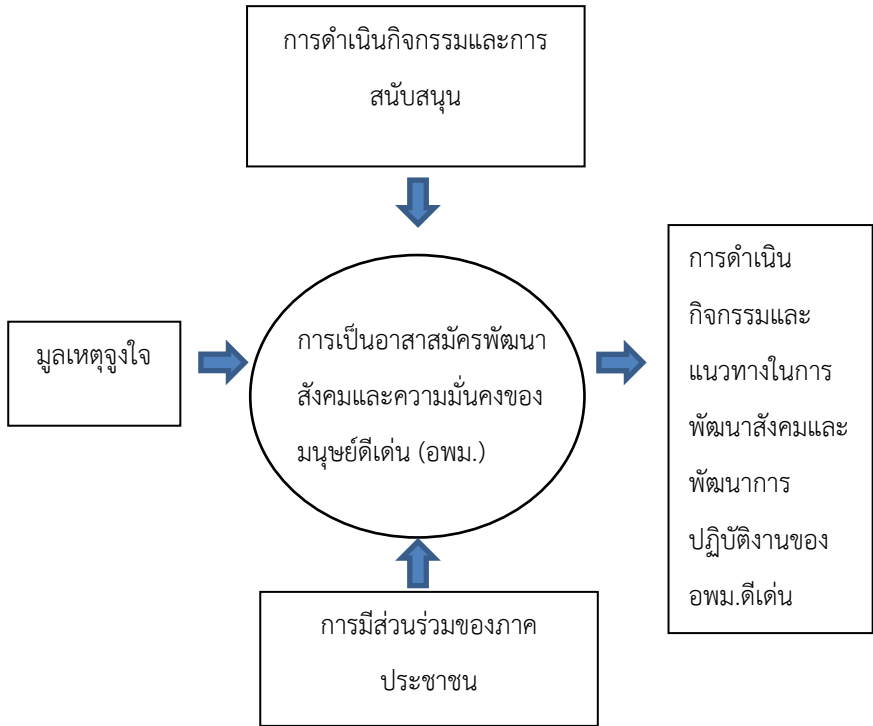 การดำเนินกิจกรรมและการ
สนับสนุน
มูลเหตุจูงใจ
การเป็นอาสาสมัครพัฒนา
สังคมและความมั่นคงของ
มนุษย์ดีเด่น (อพม.)
การดำเนิน
กิจกรรมและ
แนวทางในการ
พัฒนาสังคมและ
พัฒนาการ
ปฏิบัติงานของ
อพม.ดีเด่น
การมีส่วนร่วมของภาค
ประชาชน